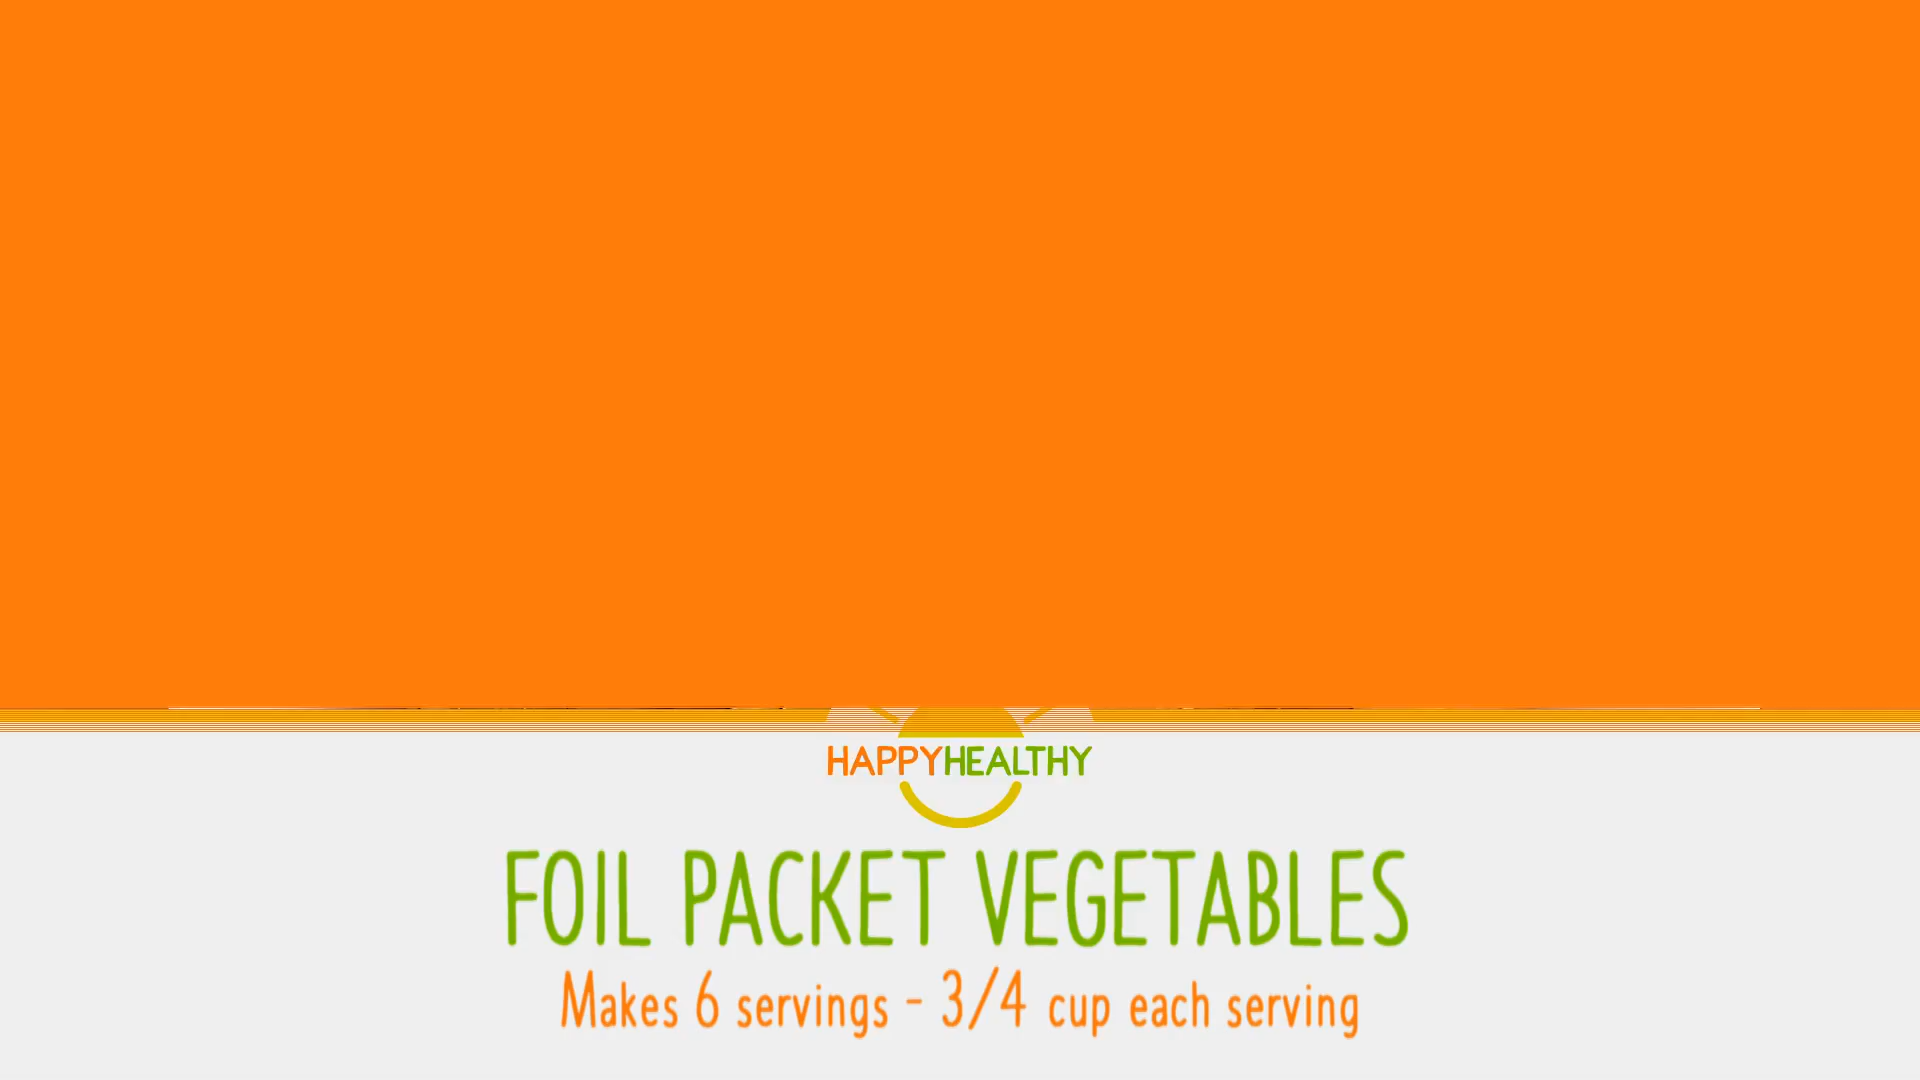 HAPPYHEALTHY
FOIL PACKET VEGETABLES
Makes 6 servings - 3/4 cup each serving